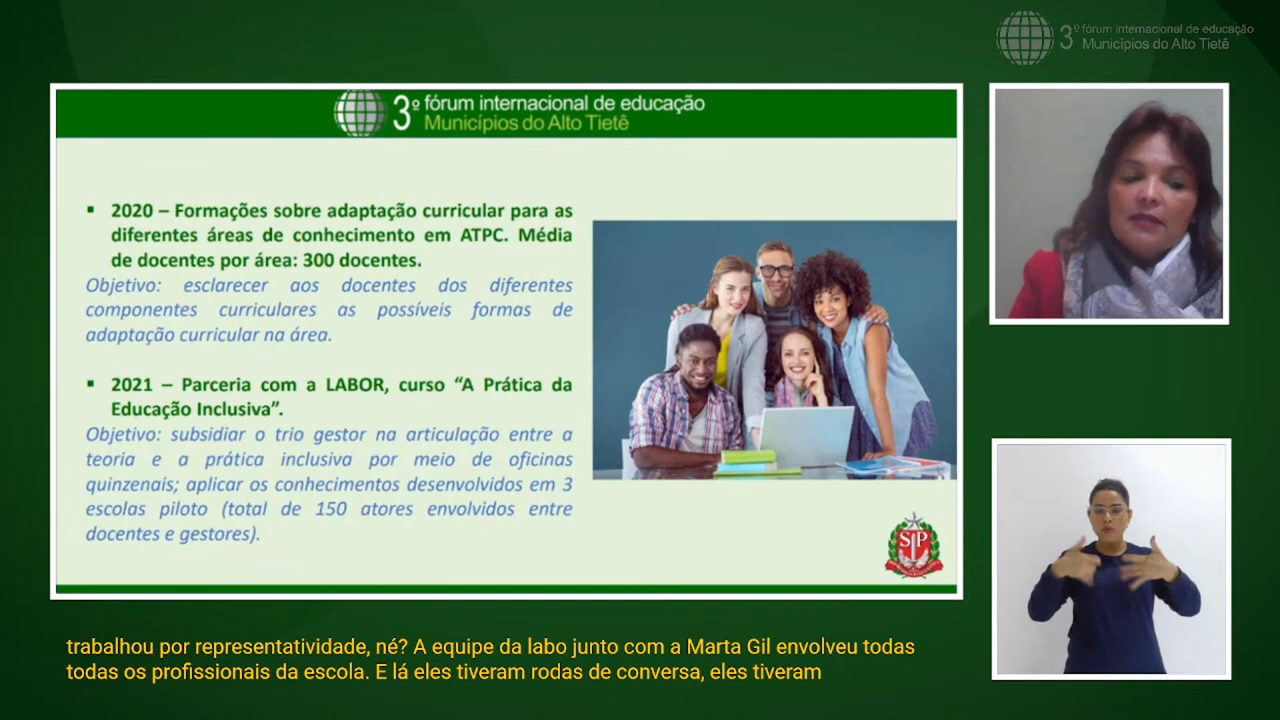 3º fórum internacional de educação
Municípios do Alto Tietê
3º fórum internacional de educação
Municípios do Alto Tietê
▪ 2020 – Formações sobre adaptação curricular para as
diferentes áreas de conhecimento em ATPC. Média
de docentes por área: 300 docentes.
Objetivo: esclarecer aos docentes dos diferentes
componentes curriculares as possíveis formas de
adaptação curricular na área.
▪ 2021 – Parceria com a LABOR, curso “A Prática da
Educação Inclusiva”.
Objetivo: subsidiar o trio gestor na articulação entre a
teoria e a prática inclusiva por meio de oficinas
quinzenais; aplicar os conhecimentos desenvolvidos em 3
escolas piloto (total de 150 atores envolvidos entre
docentes e gestores).
SP
trabalhou por representatividade, né? A equipe da labo junto com a Marta Gil envolveu todas
todas os profissionais da escola. E lá eles tiveram rodas de conversa, eles tiveram